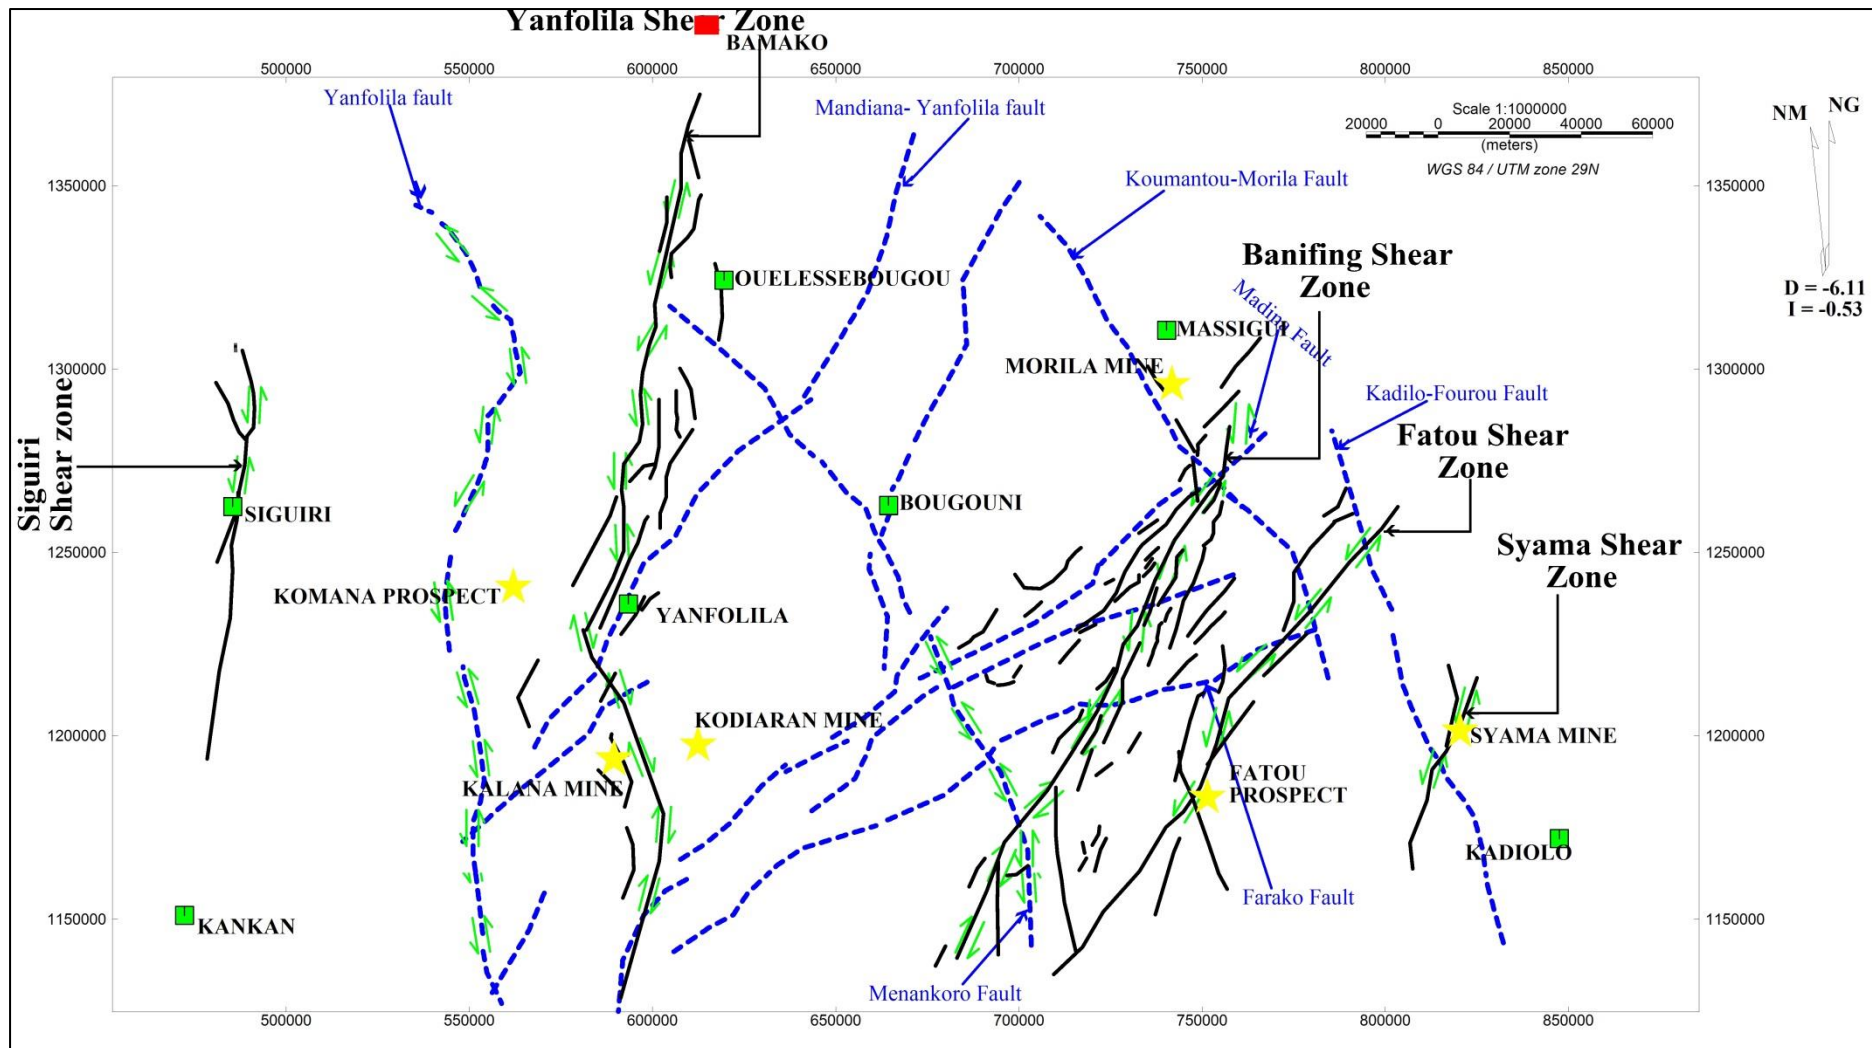 Yanfolila Shear Zone
BAMAKO
500000
550000
600000
650000
700000
750000
800000
850000
Yanfolila fault
Mandiana- Yanfolila fault
Scale 1:1000000
20000 0 20000 40000 60000
(meters)
WGS 84 / UTM zone 29N
NM
NG
D = -6.11
I = -0.53
1350000
1350000
Koumantou-Morila Fault
Banifing Shear
Zone
OUELESSEBOUGOU
Madina Fault
MASSIGUI
MORILA MINE
1300000
1300000
Kadilo-Fourou Fault
Fatou Shear
Zone
Siguiri
Shear zone
SIGUIRI
BOUGOUNI
1250000
1250000
Syama Shear
Zone
KOMANA PROSPECT
YANFOLILA
KODIARAN MINE
1200000
1200000
SYAMA MINE
KALANA MINE
FATOU
PROSPECT
KADIOLO
Farako Fault
1150000
1150000
KANKAN
Menankoro Fault
500000
550000
600000
650000
700000
750000
800000
850000